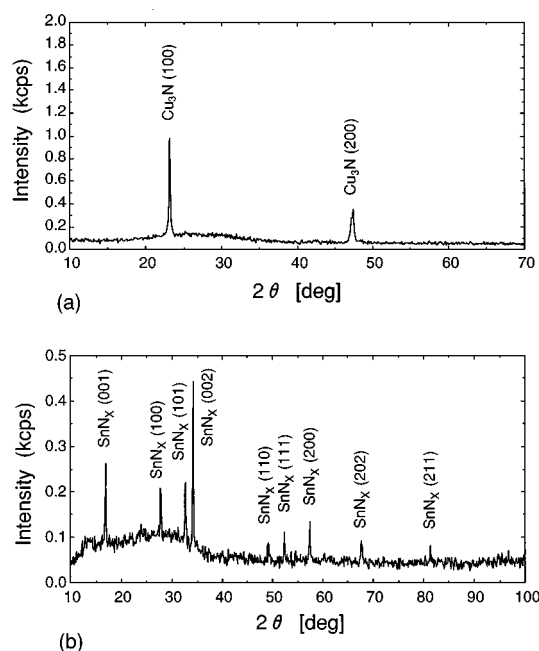 2.0
1.8
1.6
1.4
1.2
1.0
0.8
0.6
0.4
0.2
0.0
Intensity (kcps)
Cu₃N (100)
Cu₃N (200)
10 20 30 40 50 60 70
2 θ [deg]
(a)
0.5
0.4
0.3
0.2
0.1
0.0
Intensity (kcps)
SnNₓ (001)
SnNₓ (100)
SnNₓ (101)
SnNₓ (002)
SnNₓ (110)
SnNₓ (111)
SnNₓ (200)
SnNₓ (202)
SnNₓ (211)
10 20 30 40 50 60 70 80 90 100
2 θ [deg]
(b)